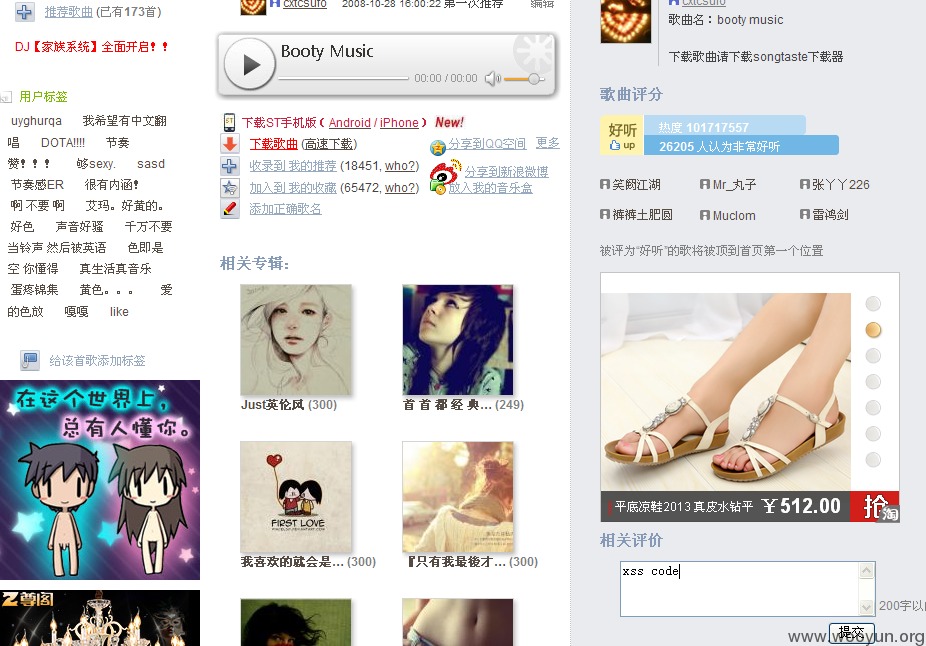 推荐歌曲 (已有173首)
DJ【家族系统】全面开启！！
用户标签
uyghurqa 我希望有中文翻
唱 DOTA!!!! 节奏
赞！！！ 够sexy. sasd
节奏感ER 很有内涵!
啊 不要 啊 艾玛。好黄的。
好色 声音好骚 千万不要
当铃声 然后被英语 色即是
空 你懂得 真生活真音乐
蛋疼锦集 黄色。。。 爱
的色放 嘎嘎 like
给该首歌添加标签
在这个世界上，
总有人懂你。
尊阁
cxtcsufo 2008-10-28 16:00:22 第一次推荐 编辑
Booty Music
00:00 / 00:00
下载ST手机版 ( Android / iPhone ) New!
下载歌曲 (高速下载)
收录到 我的推荐 (18451, who?)
加入到 我的收藏 (65472, who?)
添加正确歌名
分享到QQ空间 更多
分享到新浪微博
放入我的音乐盒
相关专辑:
Just英伦风 (300)
首 首 都 经 典... (249)
FIRST LOVE
我喜欢的就会是... (300)
『只有我最後才... (300)
cxtcsufo
歌曲名：booty music
下载歌曲请下载songtaste下载器
歌曲评分
好听
up
热度 101717557
26205 人认为非常好听
笑阙江湖 Mr_丸子 张丫丫226
裤裤土肥圆 Muclom 雷鸿剑
被评为“好听”的歌将被顶到首页第一个位置
平底凉鞋2013 真皮水钻平 ￥512.00 抢
淘
相关评价
xss code
200字以
提交
www.wooyun.org